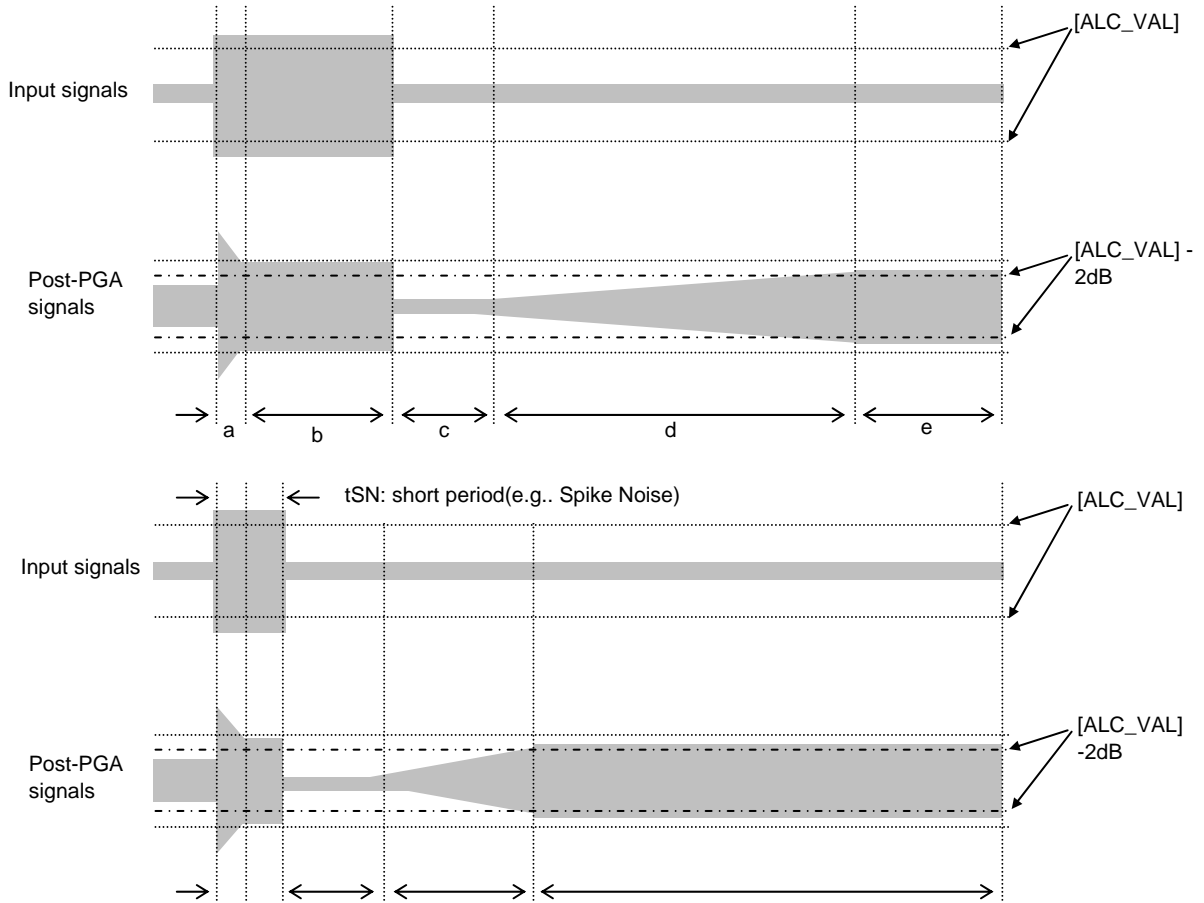 [ALC_VAL]
Input signals
Post-PGA
signals
[ALC_VAL] -
2dB
a
b
c
d
e
tSN: short period(e.g.. Spike Noise)
[ALC_VAL]
Input signals
Post-PGA
signals
[ALC_VAL]
-2dB